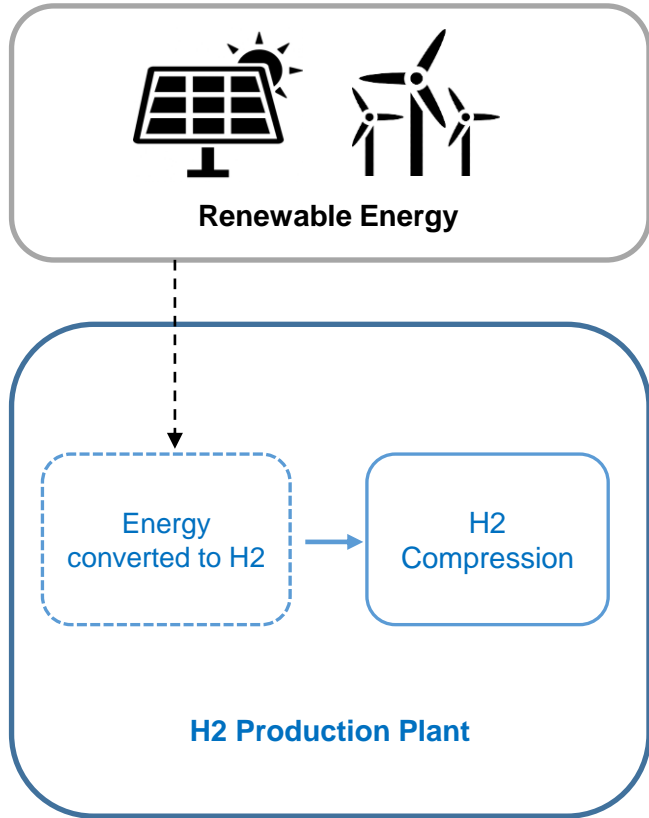 Renewable Energy
Energy
converted to H2
H2
Compression
H2 Production Plant